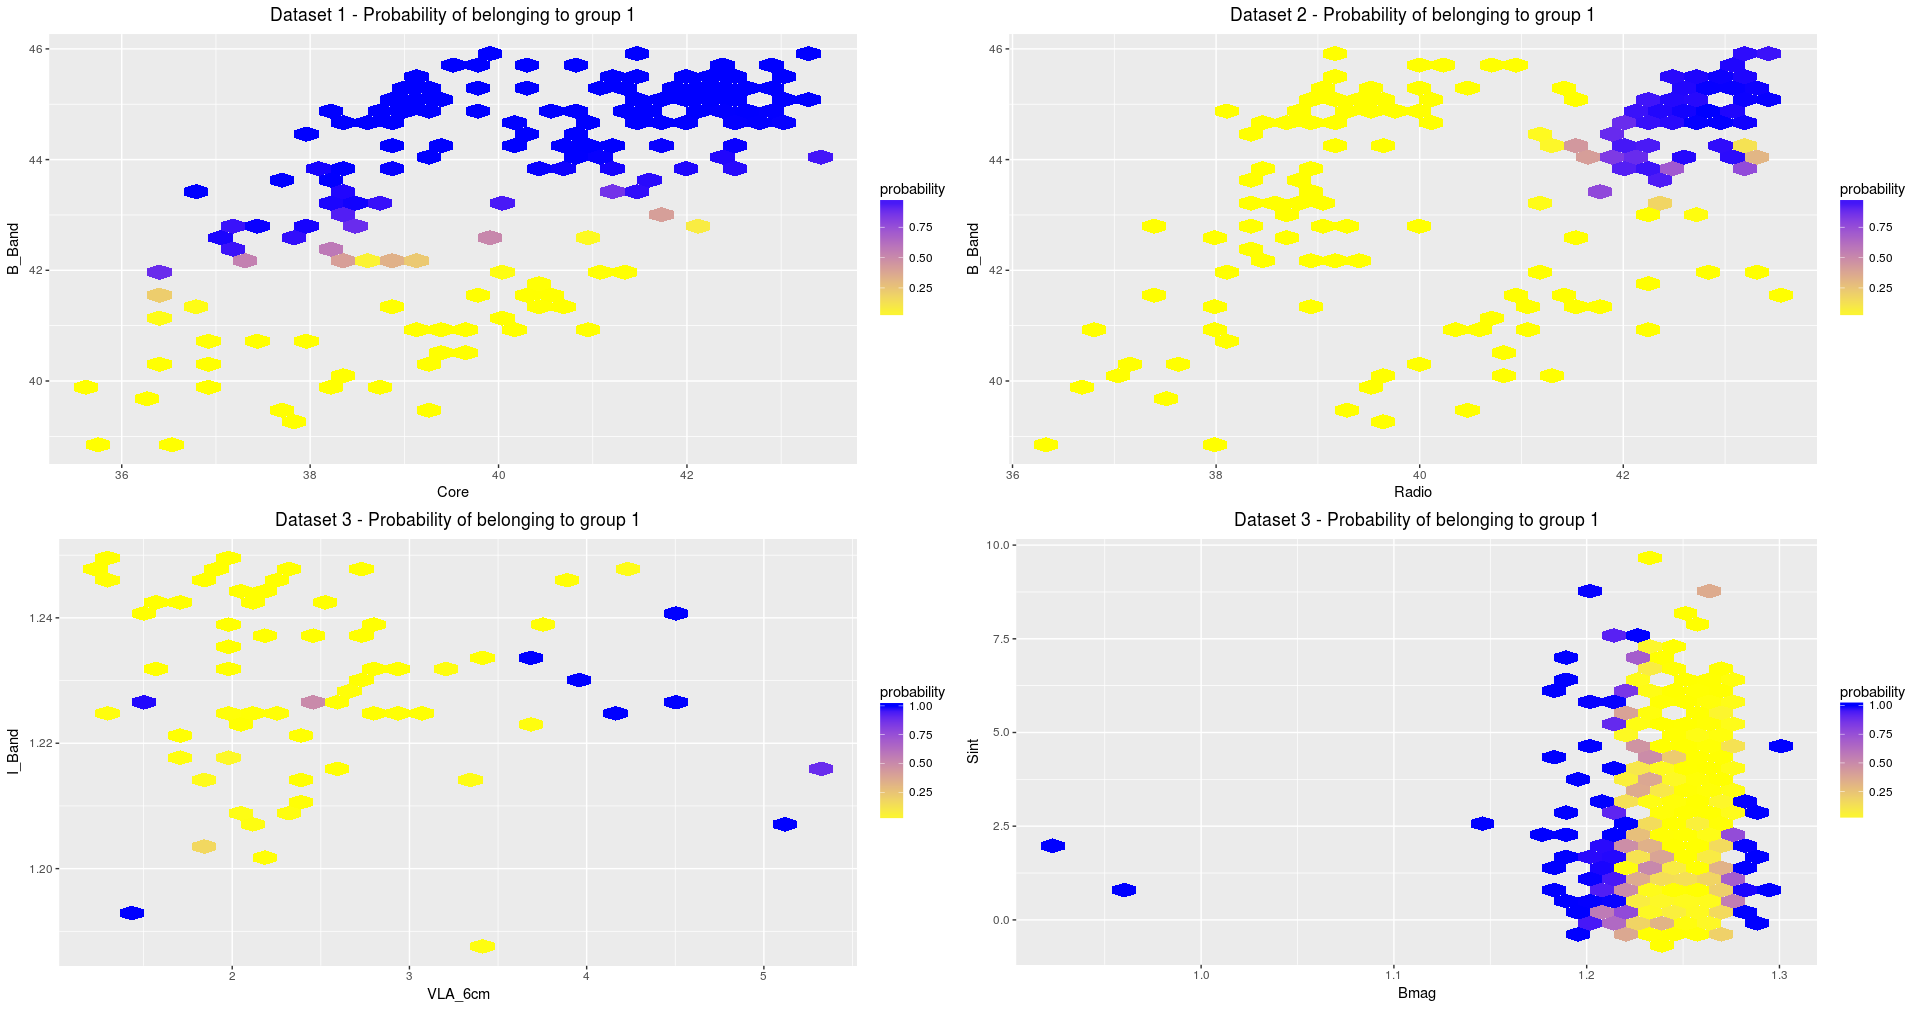 Dataset 1 - Probability of belonging to group 1
46
44
42
40
B_Band
36
38
40
42
Core
probability
0.75
0.50
0.25
Dataset 2 - Probability of belonging to group 1
46
44
42
40
B_Band
36
38
40
42
Radio
probability
0.75
0.50
0.25
Dataset 3 - Probability of belonging to group 1
1.24
1.22
1.20
I_Band
2
3
4
5
VLA_6cm
probability
1.00
0.75
0.50
0.25
Dataset 3 - Probability of belonging to group 1
10.0
7.5
5.0
2.5
0.0
Sint
1.0
1.1
1.2
1.3
Bmag
probability
1.00
0.75
0.50
0.25